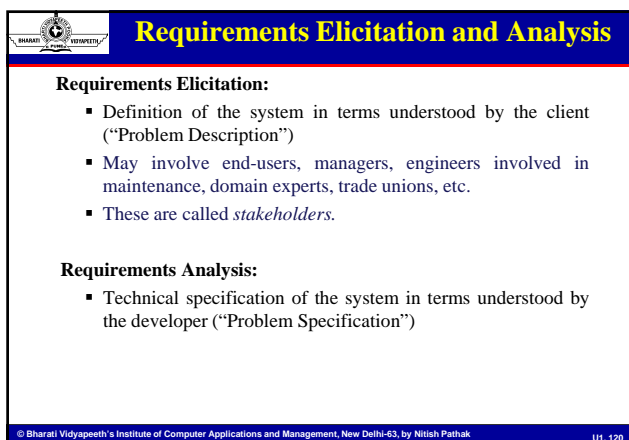 BHARATI VIDYAPEETH
PUNE
Requirements Elicitation and Analysis
Requirements Elicitation:
▪ Definition of the system in terms understood by the client
(“Problem Description”)
▪ May involve end-users, managers, engineers involved in
maintenance, domain experts, trade unions, etc.
▪ These are called stakeholders.
Requirements Analysis:
▪ Technical specification of the system in terms understood by
the developer (“Problem Specification”)
© Bharati Vidyapeeth’s Institute of Computer Applications and Management, New Delhi-63, by Nitish Pathak
U1. 120